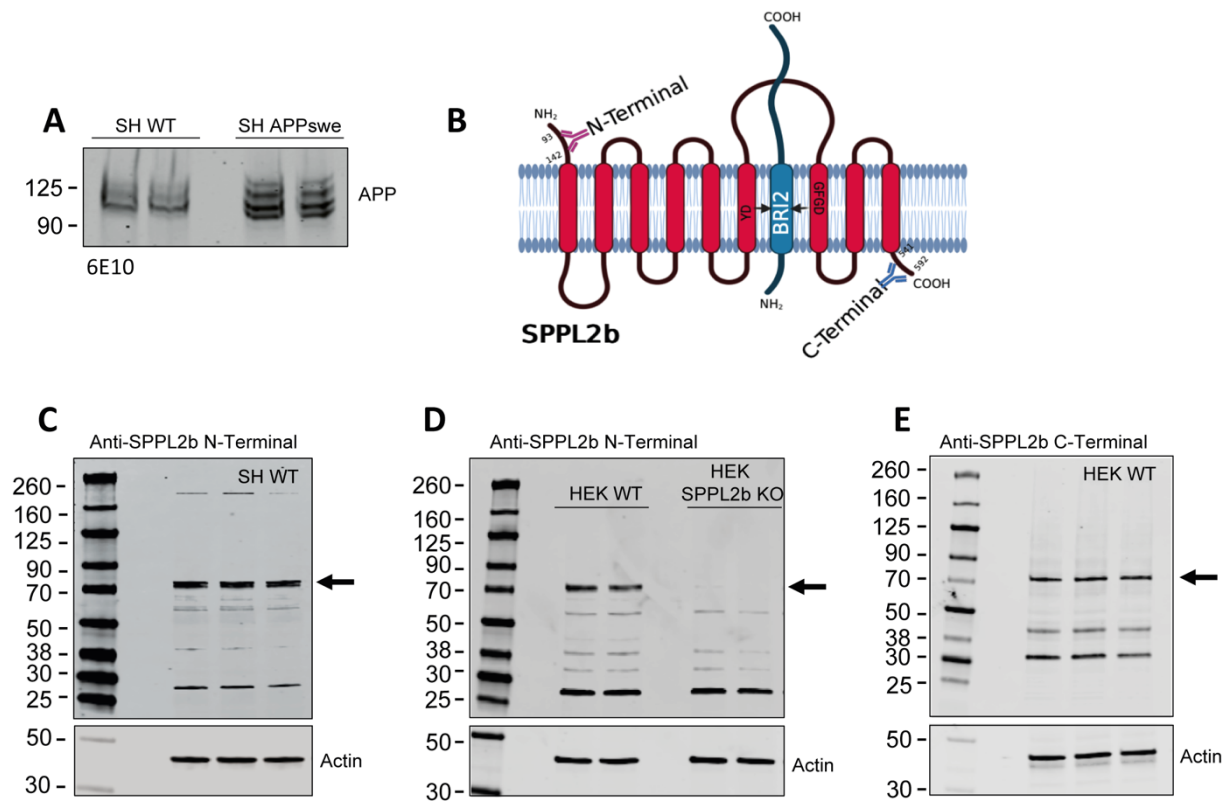 A
SH WT
SH APPswe
125 -
90 -
APP
6E10
B
COOH
NH2
93
142
N-Terminal
YD
BRI2
GFGD
541
592
COOH
NH2
C-Terminal
SPPL2b
C
Anti-SPPL2b N-Terminal
SH WT
260 -
160 -
125 -
90 -
70 -
50 -
38 -
30 -
25 -
50 -
30 -
Actin
D
Anti-SPPL2b N-Terminal
HEK WT
HEK
SPPL2b KO
260 -
160 -
125 -
90 -
70 -
50 -
38 -
30 -
25 -
50 -
30 -
Actin
E
Anti-SPPL2b C-Terminal
HEK WT
260 -
160 -
125 -
90 -
70 -
50 -
38 -
30 -
25 -
50 -
30 -
Actin